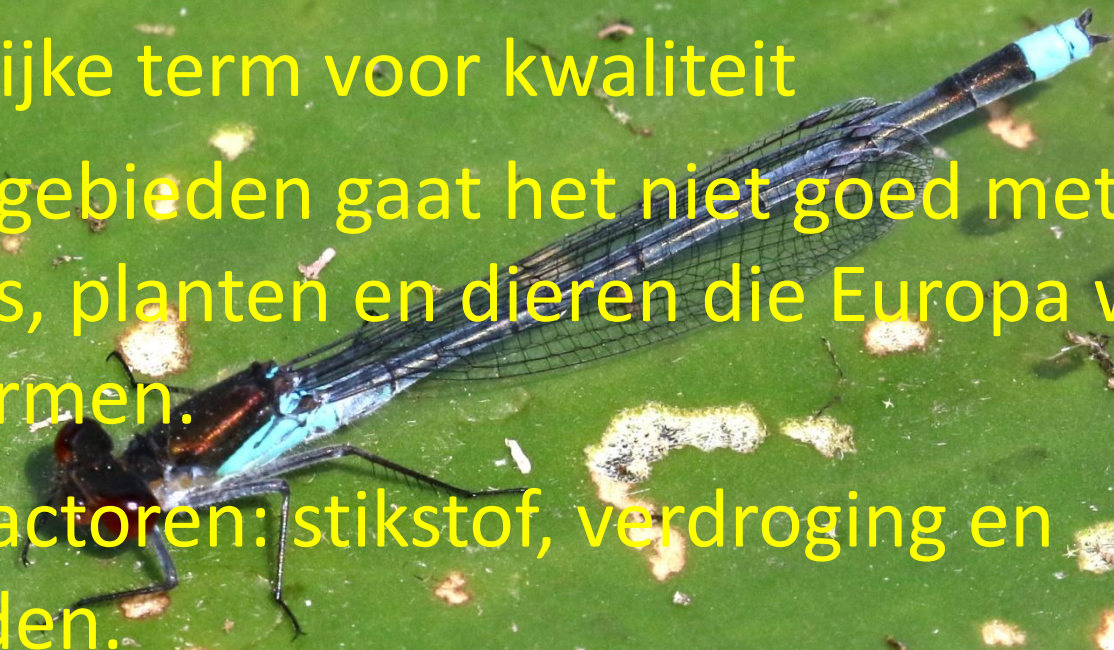 ijke term voor kwaliteit
gebieden gaat het niet goed met
s, planten en dieren die Europa
rmen.
actoren: stikstof, verdroging en
den.